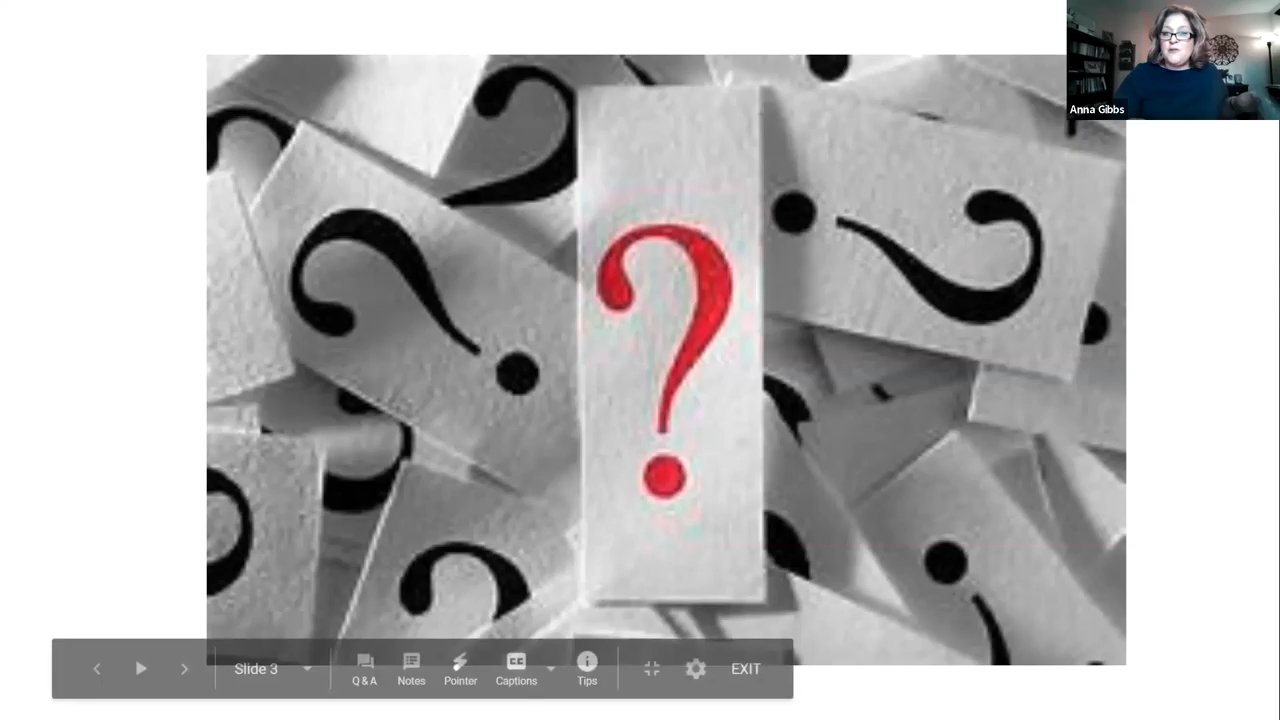 Anna Gibbs
?
?
?
?
?
Slide 3
Q & A
Notes
Pointer
Captions
Tips
EXIT